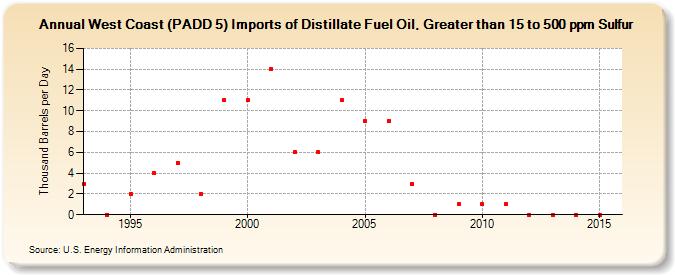 Annual West Coast (PADD 5) Imports of Distillate Fuel Oil, Greater than 15 to 500 ppm Sulfur
Thousand Barrels per Day
16
14
12
10
8
6
4
2
0
1995 2000 2005 2010 2015
Source: U.S. Energy Information Administration